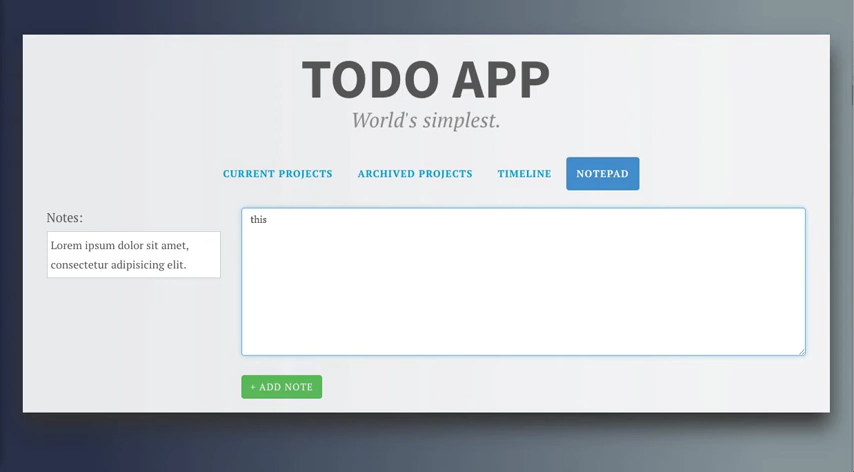 TODO APP
World's simplest.
CURRENT PROJECTS ARCHIVED PROJECTS TIMELINE NOTEPAD
Notes:
Lorem ipsum dolor sit amet,
consectetur adipisicing elit.
this
+ ADD NOTE